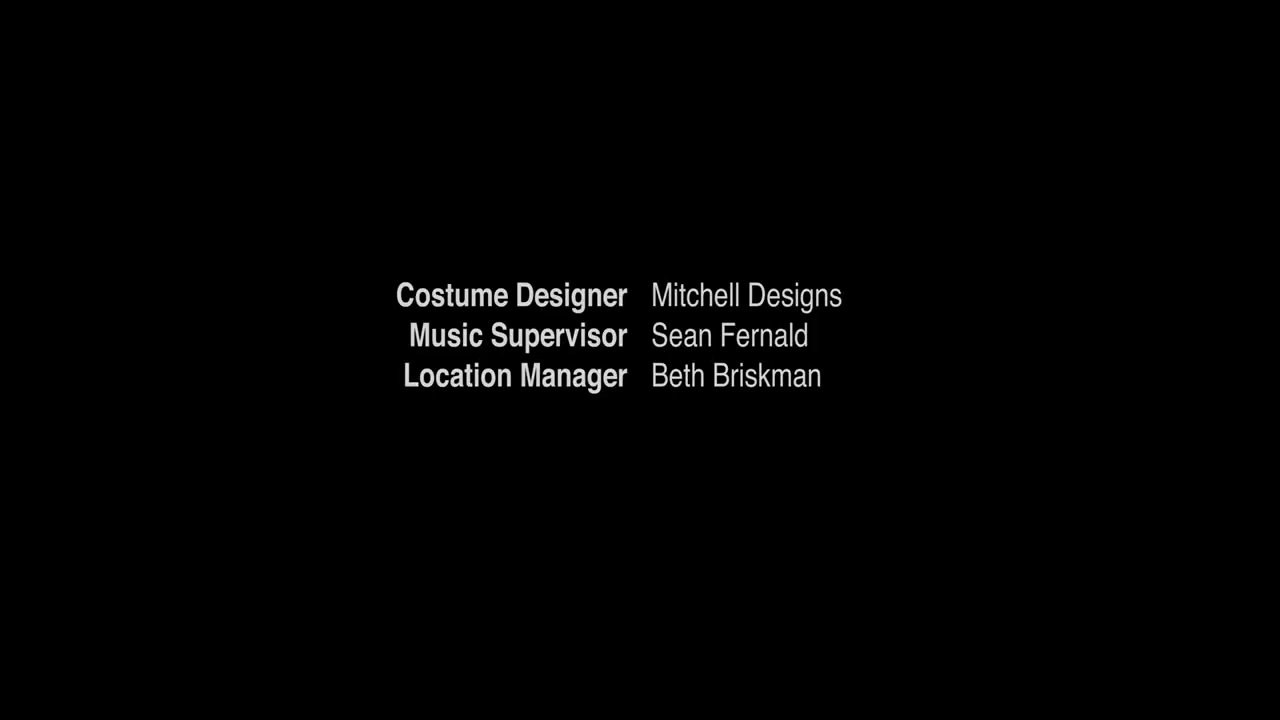 Costume Designer Mitchell Designs
Music Supervisor Sean Fernald
Location Manager Beth Briskman